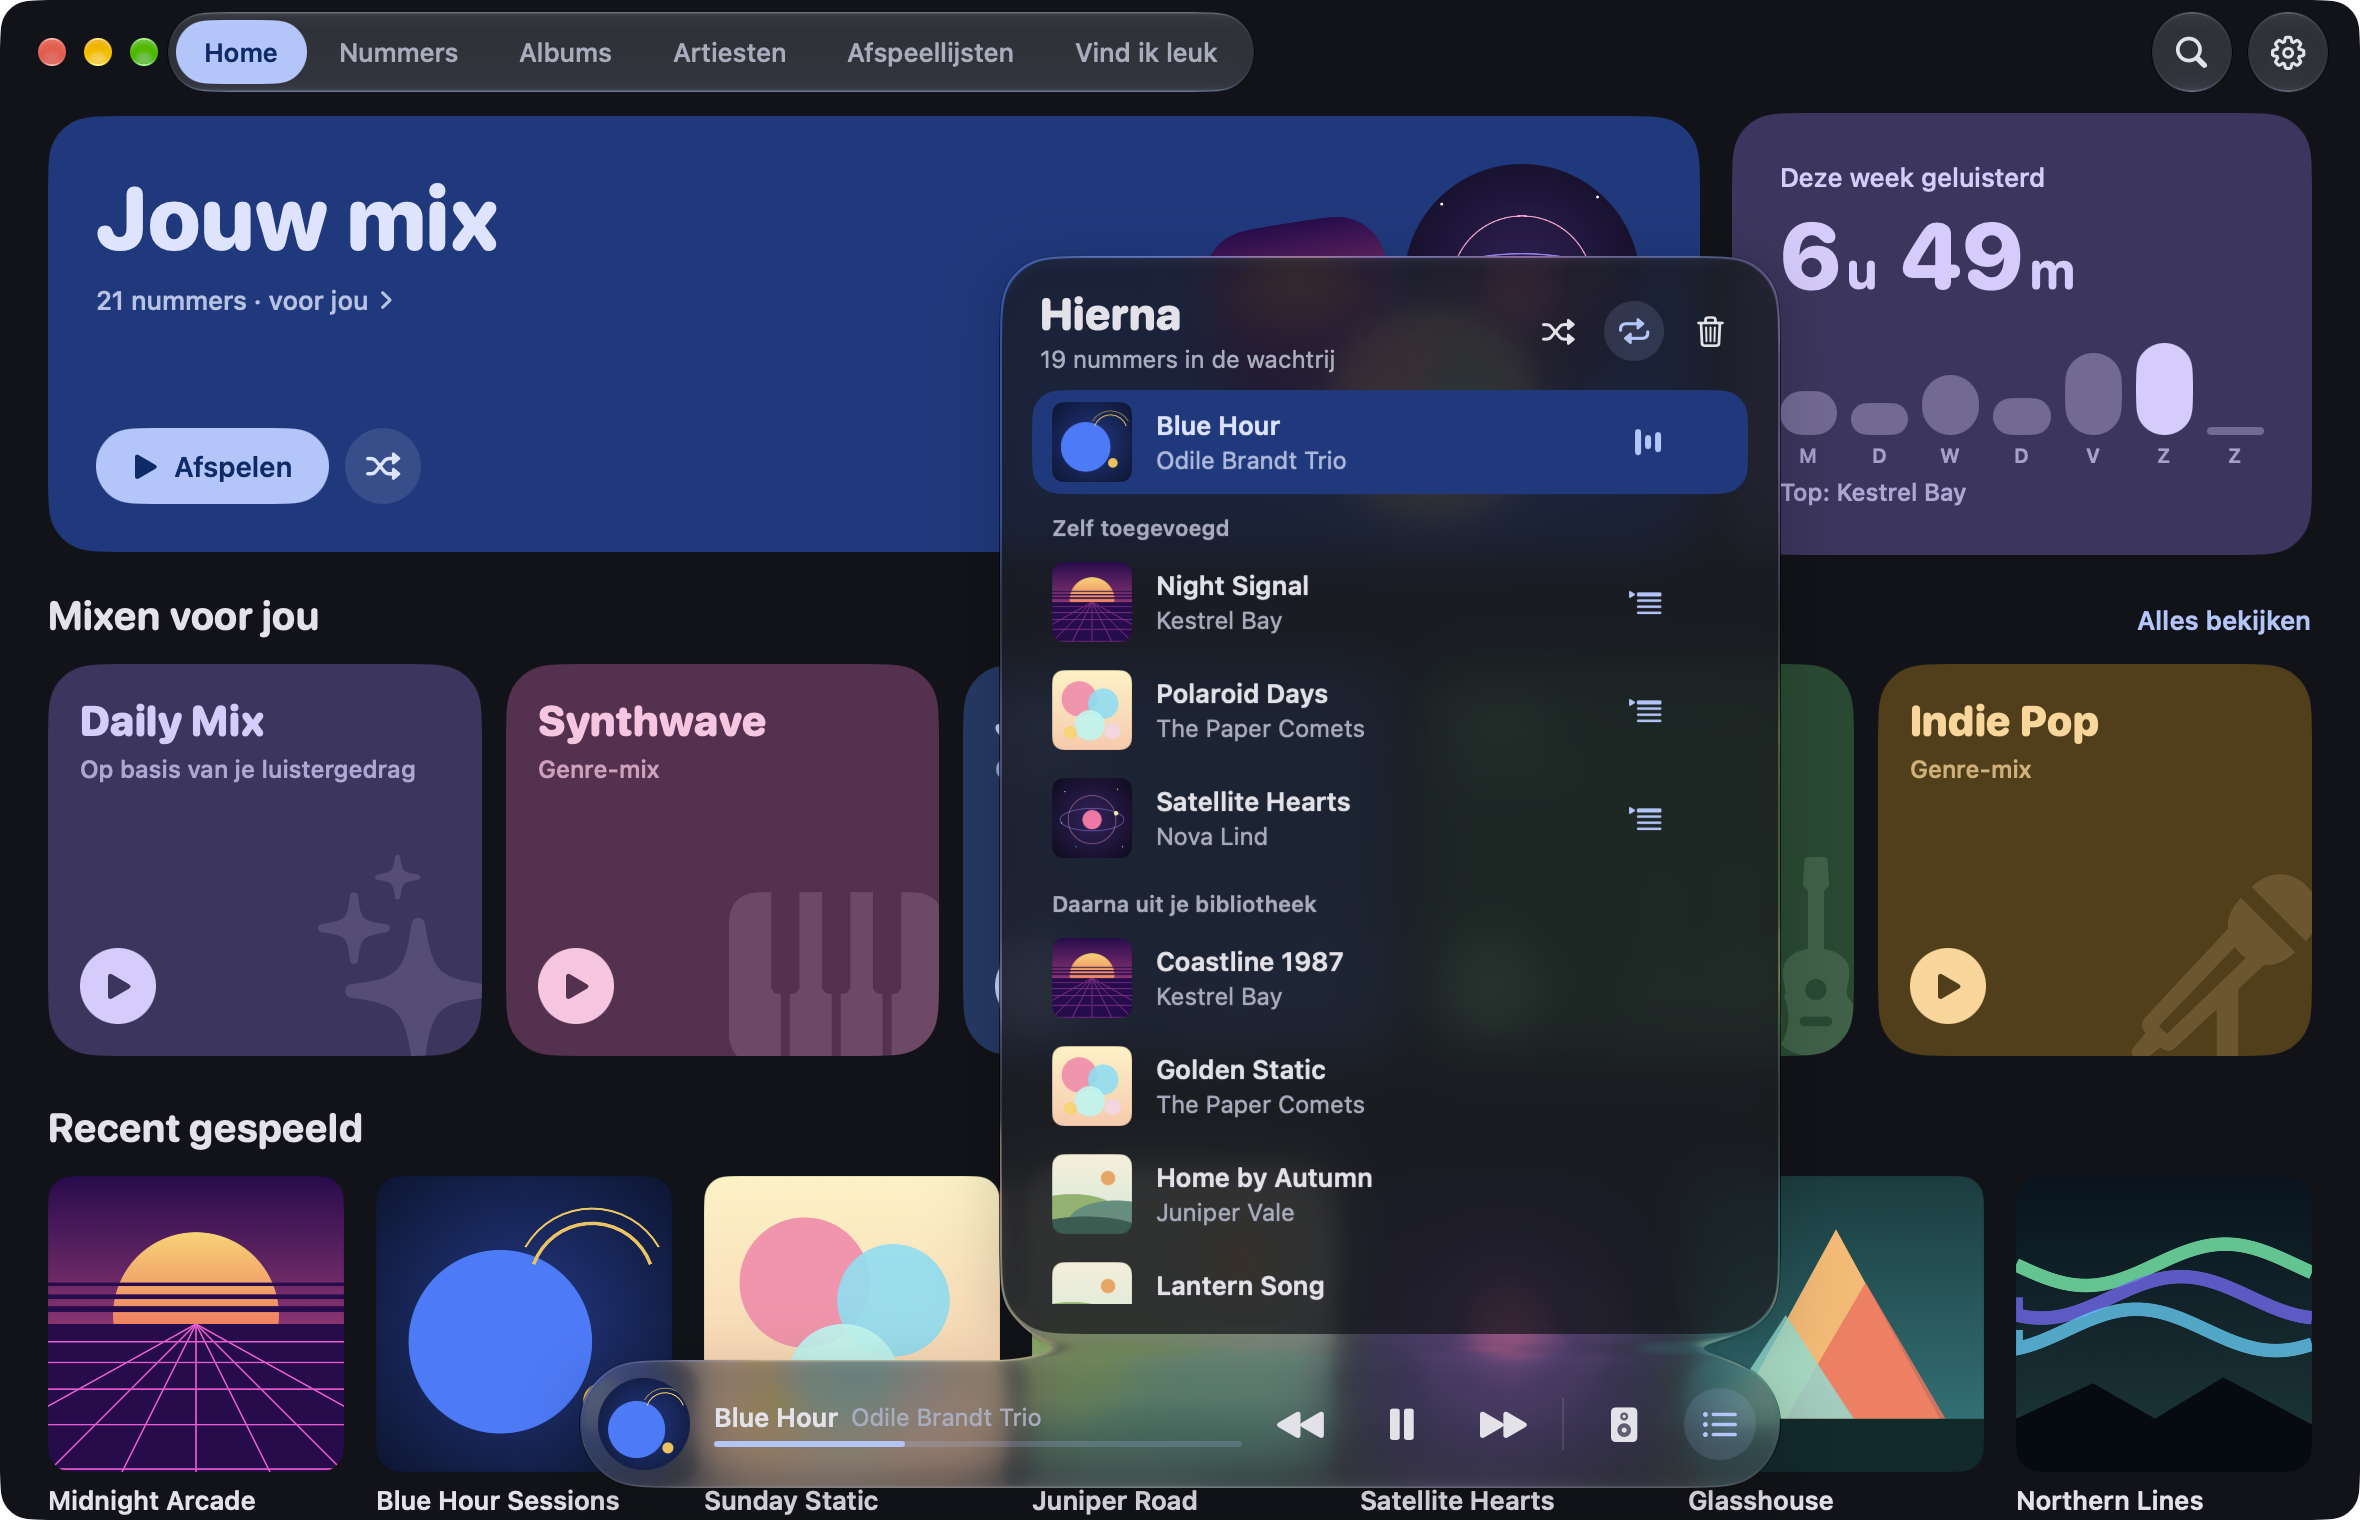 Home
Nummers
Albums
Artiesten
Afspeellijsten
Vind ik leuk
Jouw mix
21 nummers · voor jou
Afspelen
Deze week geluisterd
6u 49m
M D W D V Z Z
Top: Kestrel Bay
Hierna
19 nummers in de wachtrij
Blue Hour
Odile Brandt Trio
Zelf toegevoegd
Night Signal
Kestrel Bay
Polaroid Days
The Paper Comets
Satellite Hearts
Nova Lind
Daarna uit je bibliotheek
Coastline 1987
Kestrel Bay
Golden Static
The Paper Comets
Home by Autumn
Juniper Vale
Lantern Song
Mixen voor jou
Alles bekijken
Daily Mix
Op basis van je luistergedrag
Synthwave
Genre-mix
Indie Pop
Genre-mix
Recent gespeeld
Blue Hour Odile Brandt Trio
Midnight Arcade
Blue Hour Sessions
Sunday Static
Juniper Road
Satellite Hearts
Glasshouse
Northern Lines